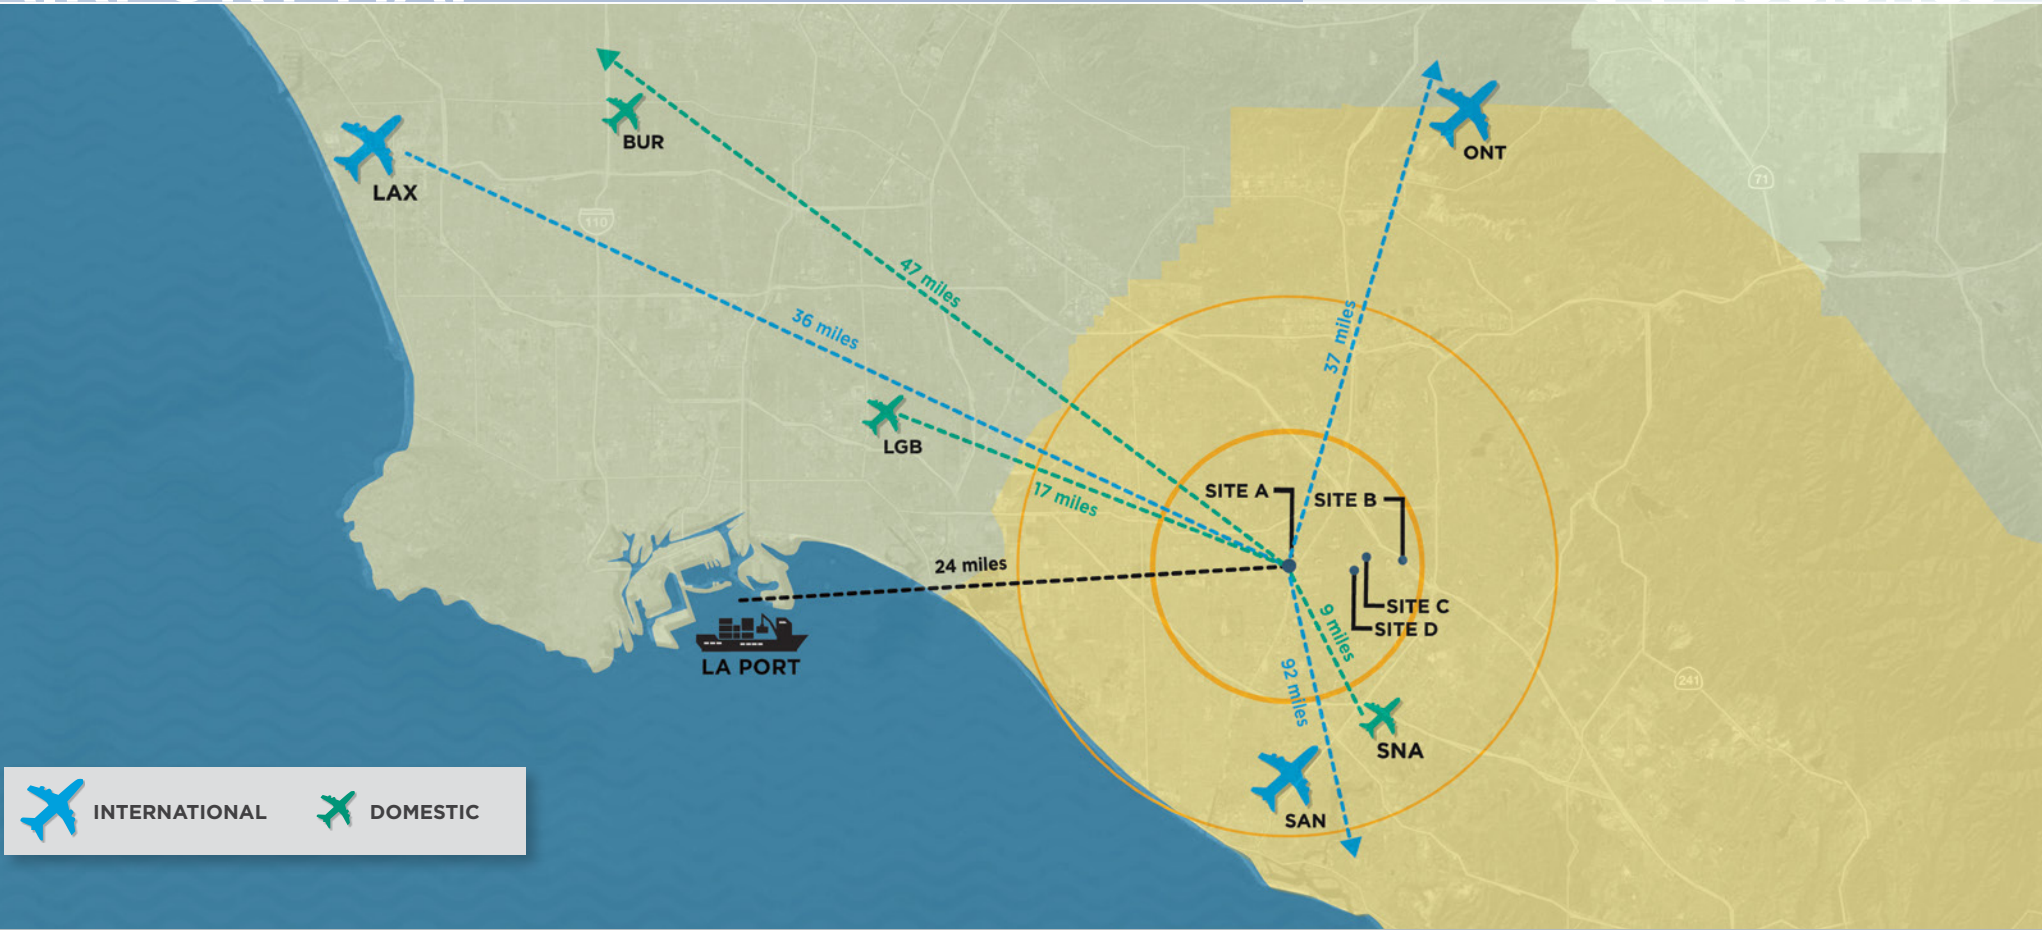 BUR
ONT
LAX
71
110
47 miles
36 miles
37 miles
LGB
17 miles
SITE A
SITE B
24 miles
SITE C
SITE D
9 miles
LA PORT
92 miles
241
SNA
SAN
INTERNATIONAL
DOMESTIC